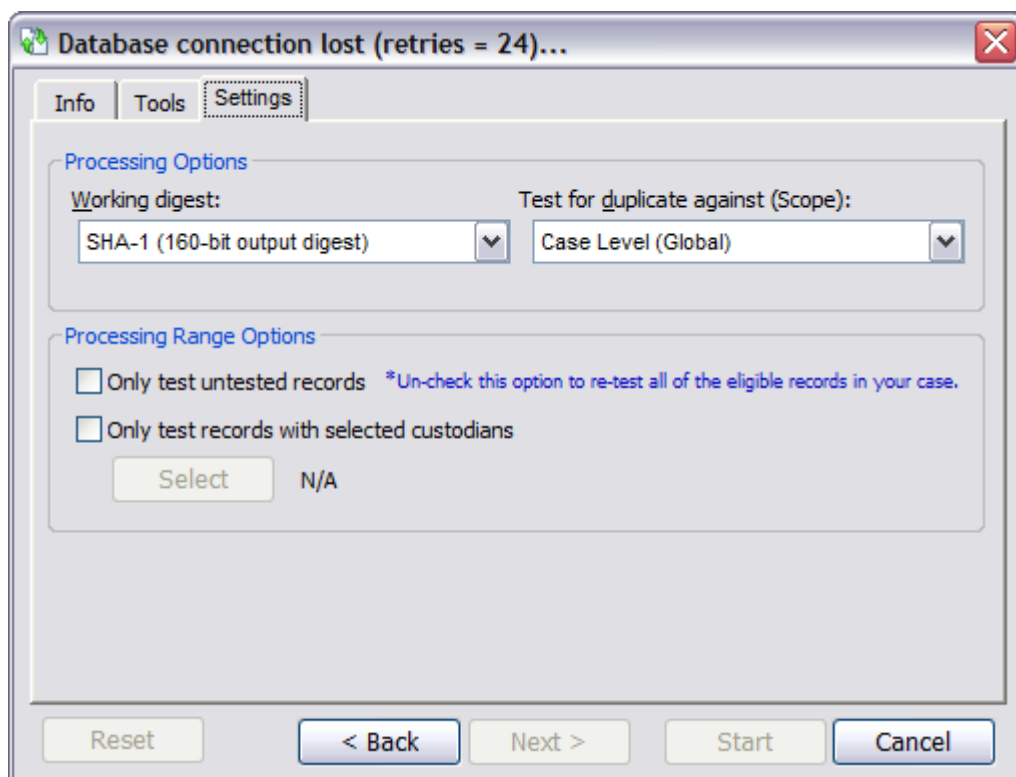 Database connection lost (retries = 24)...
Info Tools Settings
Processing Options
Working digest: Test for duplicate against (Scope):
SHA-1 (160-bit output digest) Case Level (Global)
Processing Range Options
Only test untested records *Un-check this option to re-test all of the eligible records in your case.
Only test records with selected custodians
Select N/A
Reset < Back Next > Start Cancel